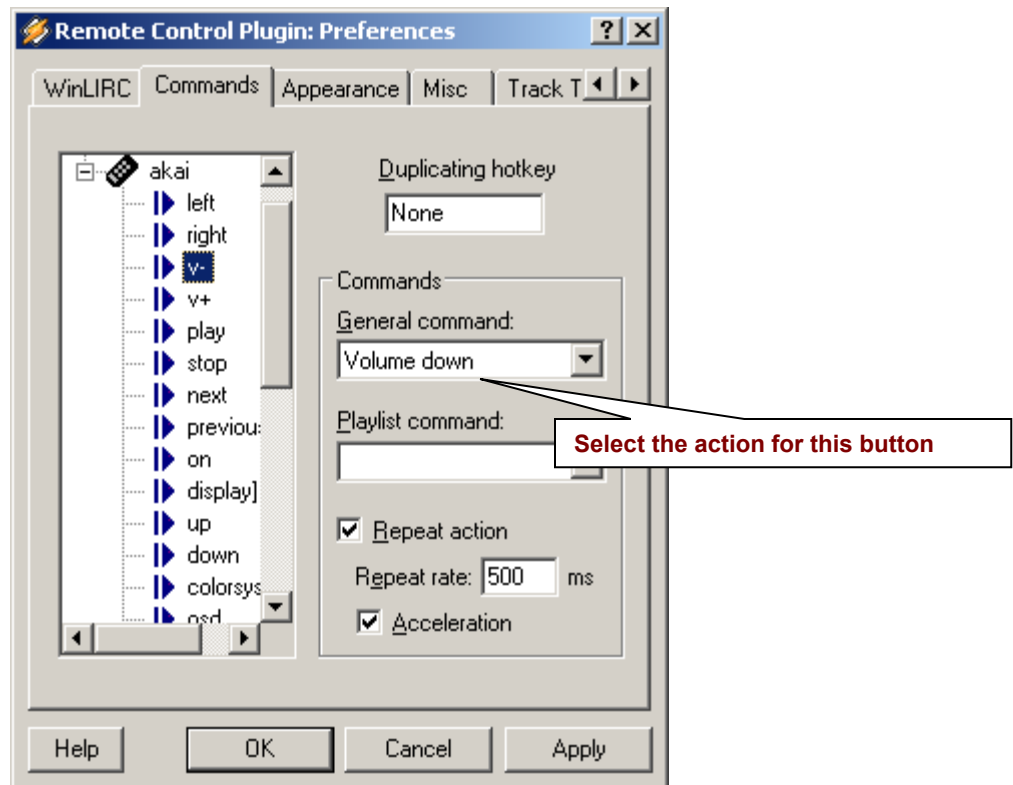 Remote Control Plugin: Preferences
WinLIRC Commands Appearance Misc Track T
akai
left
right
v-
v+
play
stop
next
previou
on
display]
up
down
colorsys
osd
Duplicating hotkey
None
Commands
General command:
Volume down
Playlist command:
Select the action for this button
Repeat action
Repeat rate: 500 ms
Acceleration
Help OK Cancel Apply